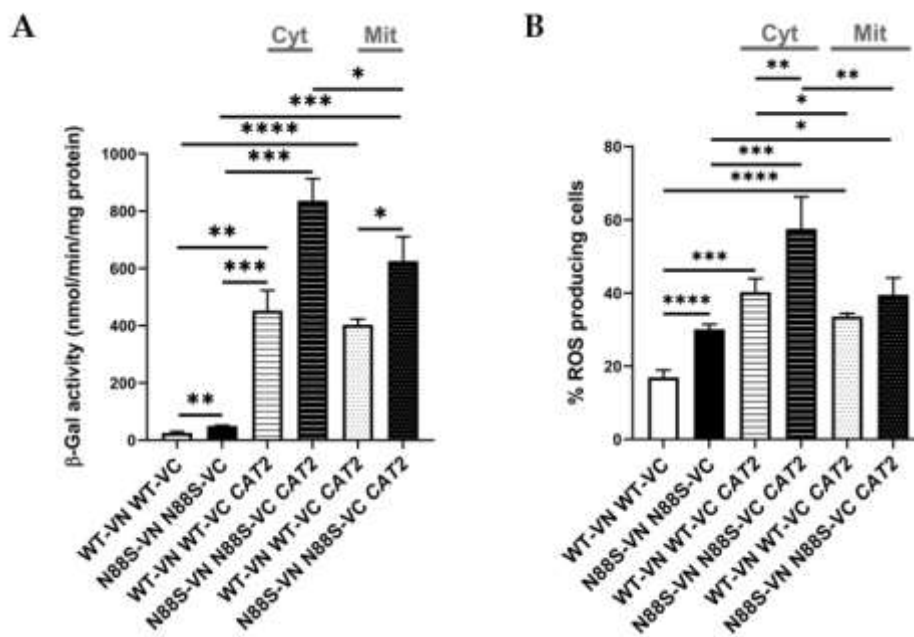 A
Cyt
Mit
*
***
****
***
**
*
***
**
β-Gal activity (nmol/min/mg protein)
1000
800
600
400
200
0
WT-VN WT-VC
N88S-VN N88S-VC
WT-VN WT-VC CAT2
N88S-VN N88S-VC CAT2
WT-VN WT-VC CAT2
N88S-VN N88S-VC CAT2
B
Cyt
Mit
**
**
*
*
***
****
***
****
% ROS producing cells
80
60
40
20
0
WT-VN WT-VC
N88S-VN N88S-VC
WT-VN WT-VC CAT2
N88S-VN N88S-VC CAT2
WT-VN WT-VC CAT2
N88S-VN N88S-VC CAT2